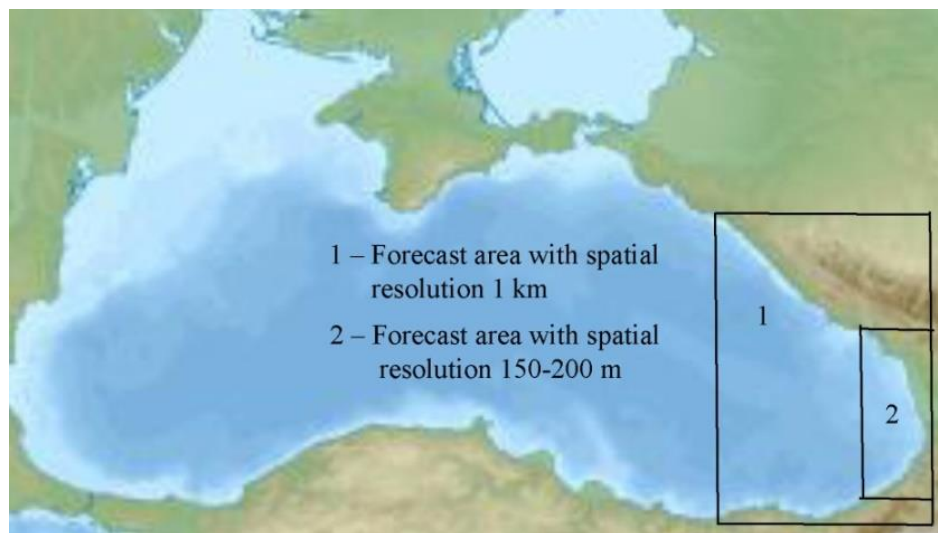 1 – Forecast area with spatial
resolution 1 km
2 – Forecast area with spatial
resolution 150-200 m
1
2